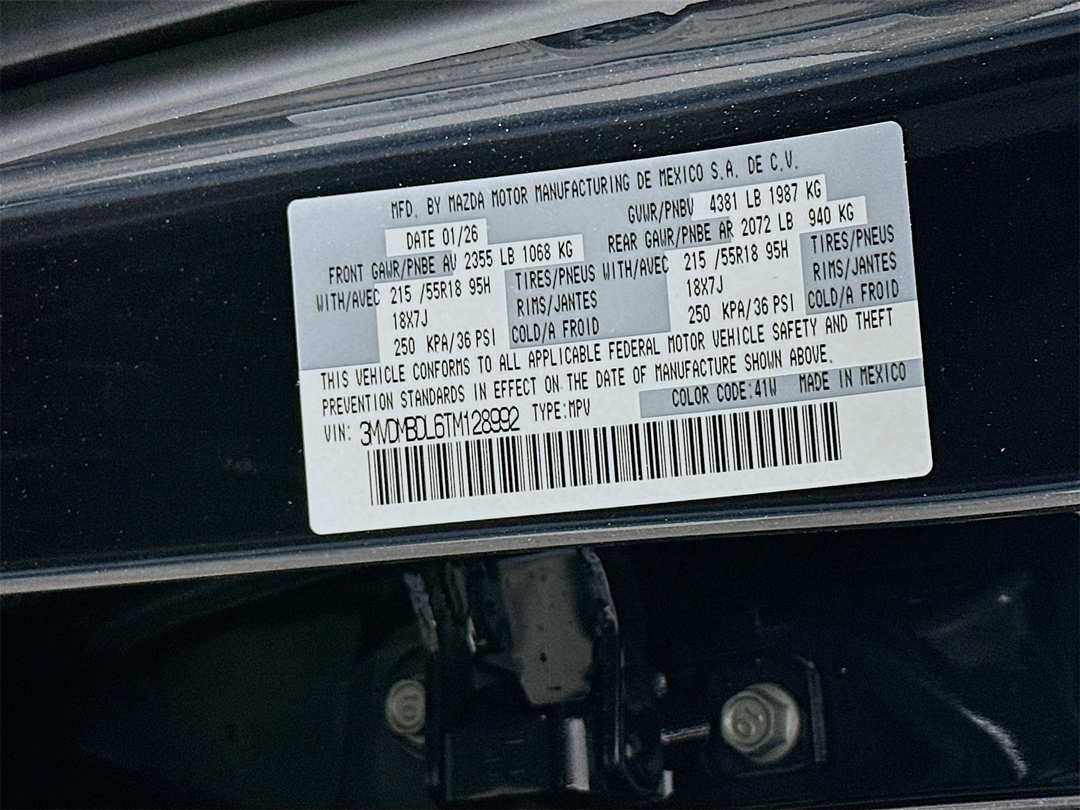 MFD. BY MAZDA MOTOR MANUFACTURING DE MEXICO S.A. DE C.V.
DATE 01/26 GVWR/PNBV 4381 LB 1987 KG
FRONT GAWR/PNBE AV 2355 LB 1068 KG REAR GAWR/PNBE AR 2072 LB 940 KG
WITH/AVEC 215 /55R18 95H TIRES/PNEUS WITH/AVEC 215 /55R18 95H TIRES/PNEUS
18X7J RIMS/JANTES 18X7J RIMS/JANTES
250 KPA/36 PSI COLD/A FROID 250 KPA/36 PSI COLD/A FROID
THIS VEHICLE CONFORMS TO ALL APPLICABLE FEDERAL MOTOR VEHICLE SAFETY AND THEFT
PREVENTION STANDARDS IN EFFECT ON THE DATE OF MANUFACTURE SHOWN ABOVE.
VIN: 3MVDMBDL6TM128992 TYPE:MPV COLOR CODE:41W MADE IN MEXICO